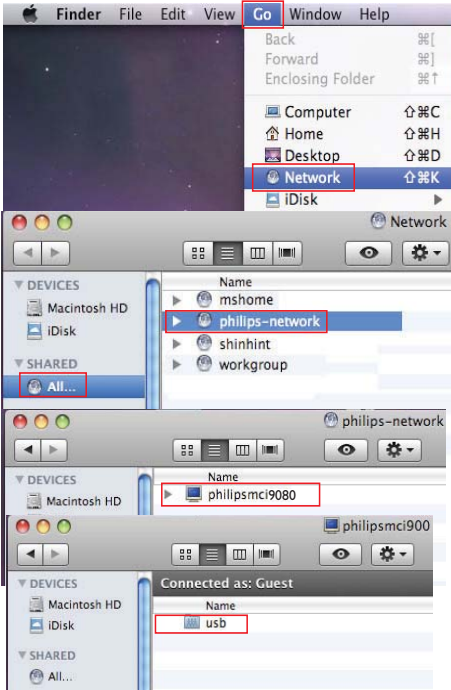 Finder File Edit View Go Window Help
Back ⌘[
Forward ⌘]
Enclosing Folder ⌘↑
Computer ⇧⌘C
Home ⇧⌘H
Desktop ⇧⌘D
Network ⇧⌘K
iDisk
Network
DEVICES
Macintosh HD
iDisk
SHARED
All...
Name
mshome
philips-network
shinhint
workgroup
philips-network
DEVICES
Macintosh HD
Name
philipsmci9080
philipsmci900
DEVICES
Macintosh HD
iDisk
SHARED
All...
Connected as: Guest
Name
usb